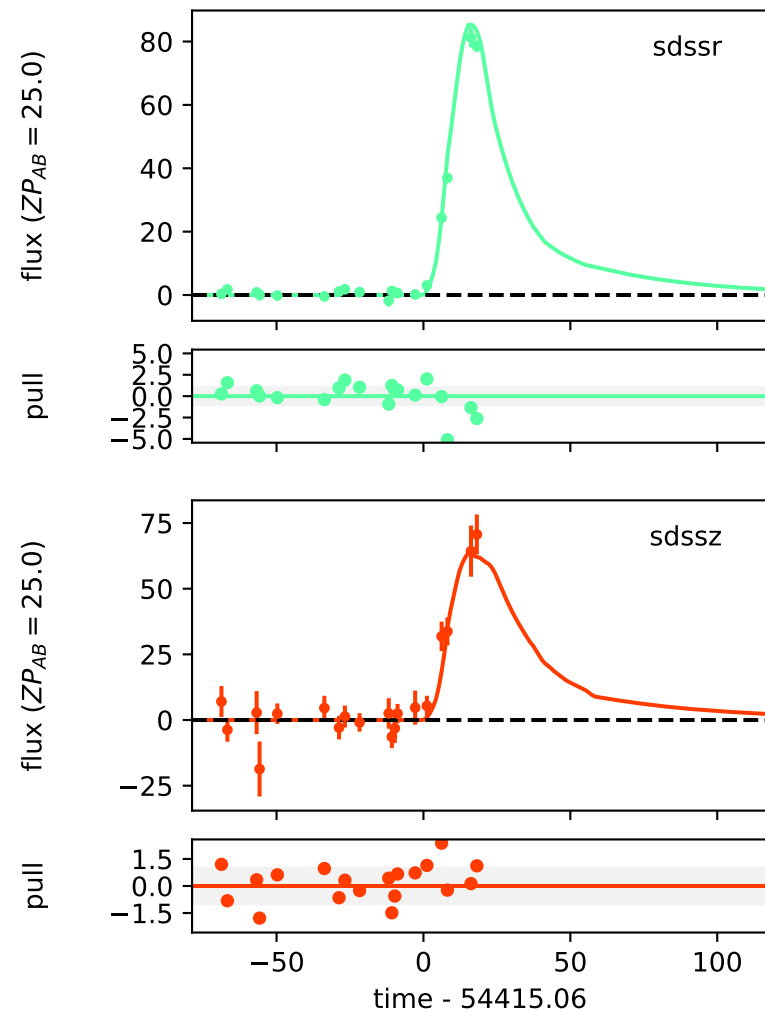 80
60
40
20
0
flux (ZP_{AB} = 25.0)
sdssr
5.0
2.5
0.0
−2.5
−5.0
pull
75
50
25
0
−25
flux (ZP_{AB} = 25.0)
sdssz
1.5
0.0
−1.5
pull
−50 0 50 100
time - 54415.06